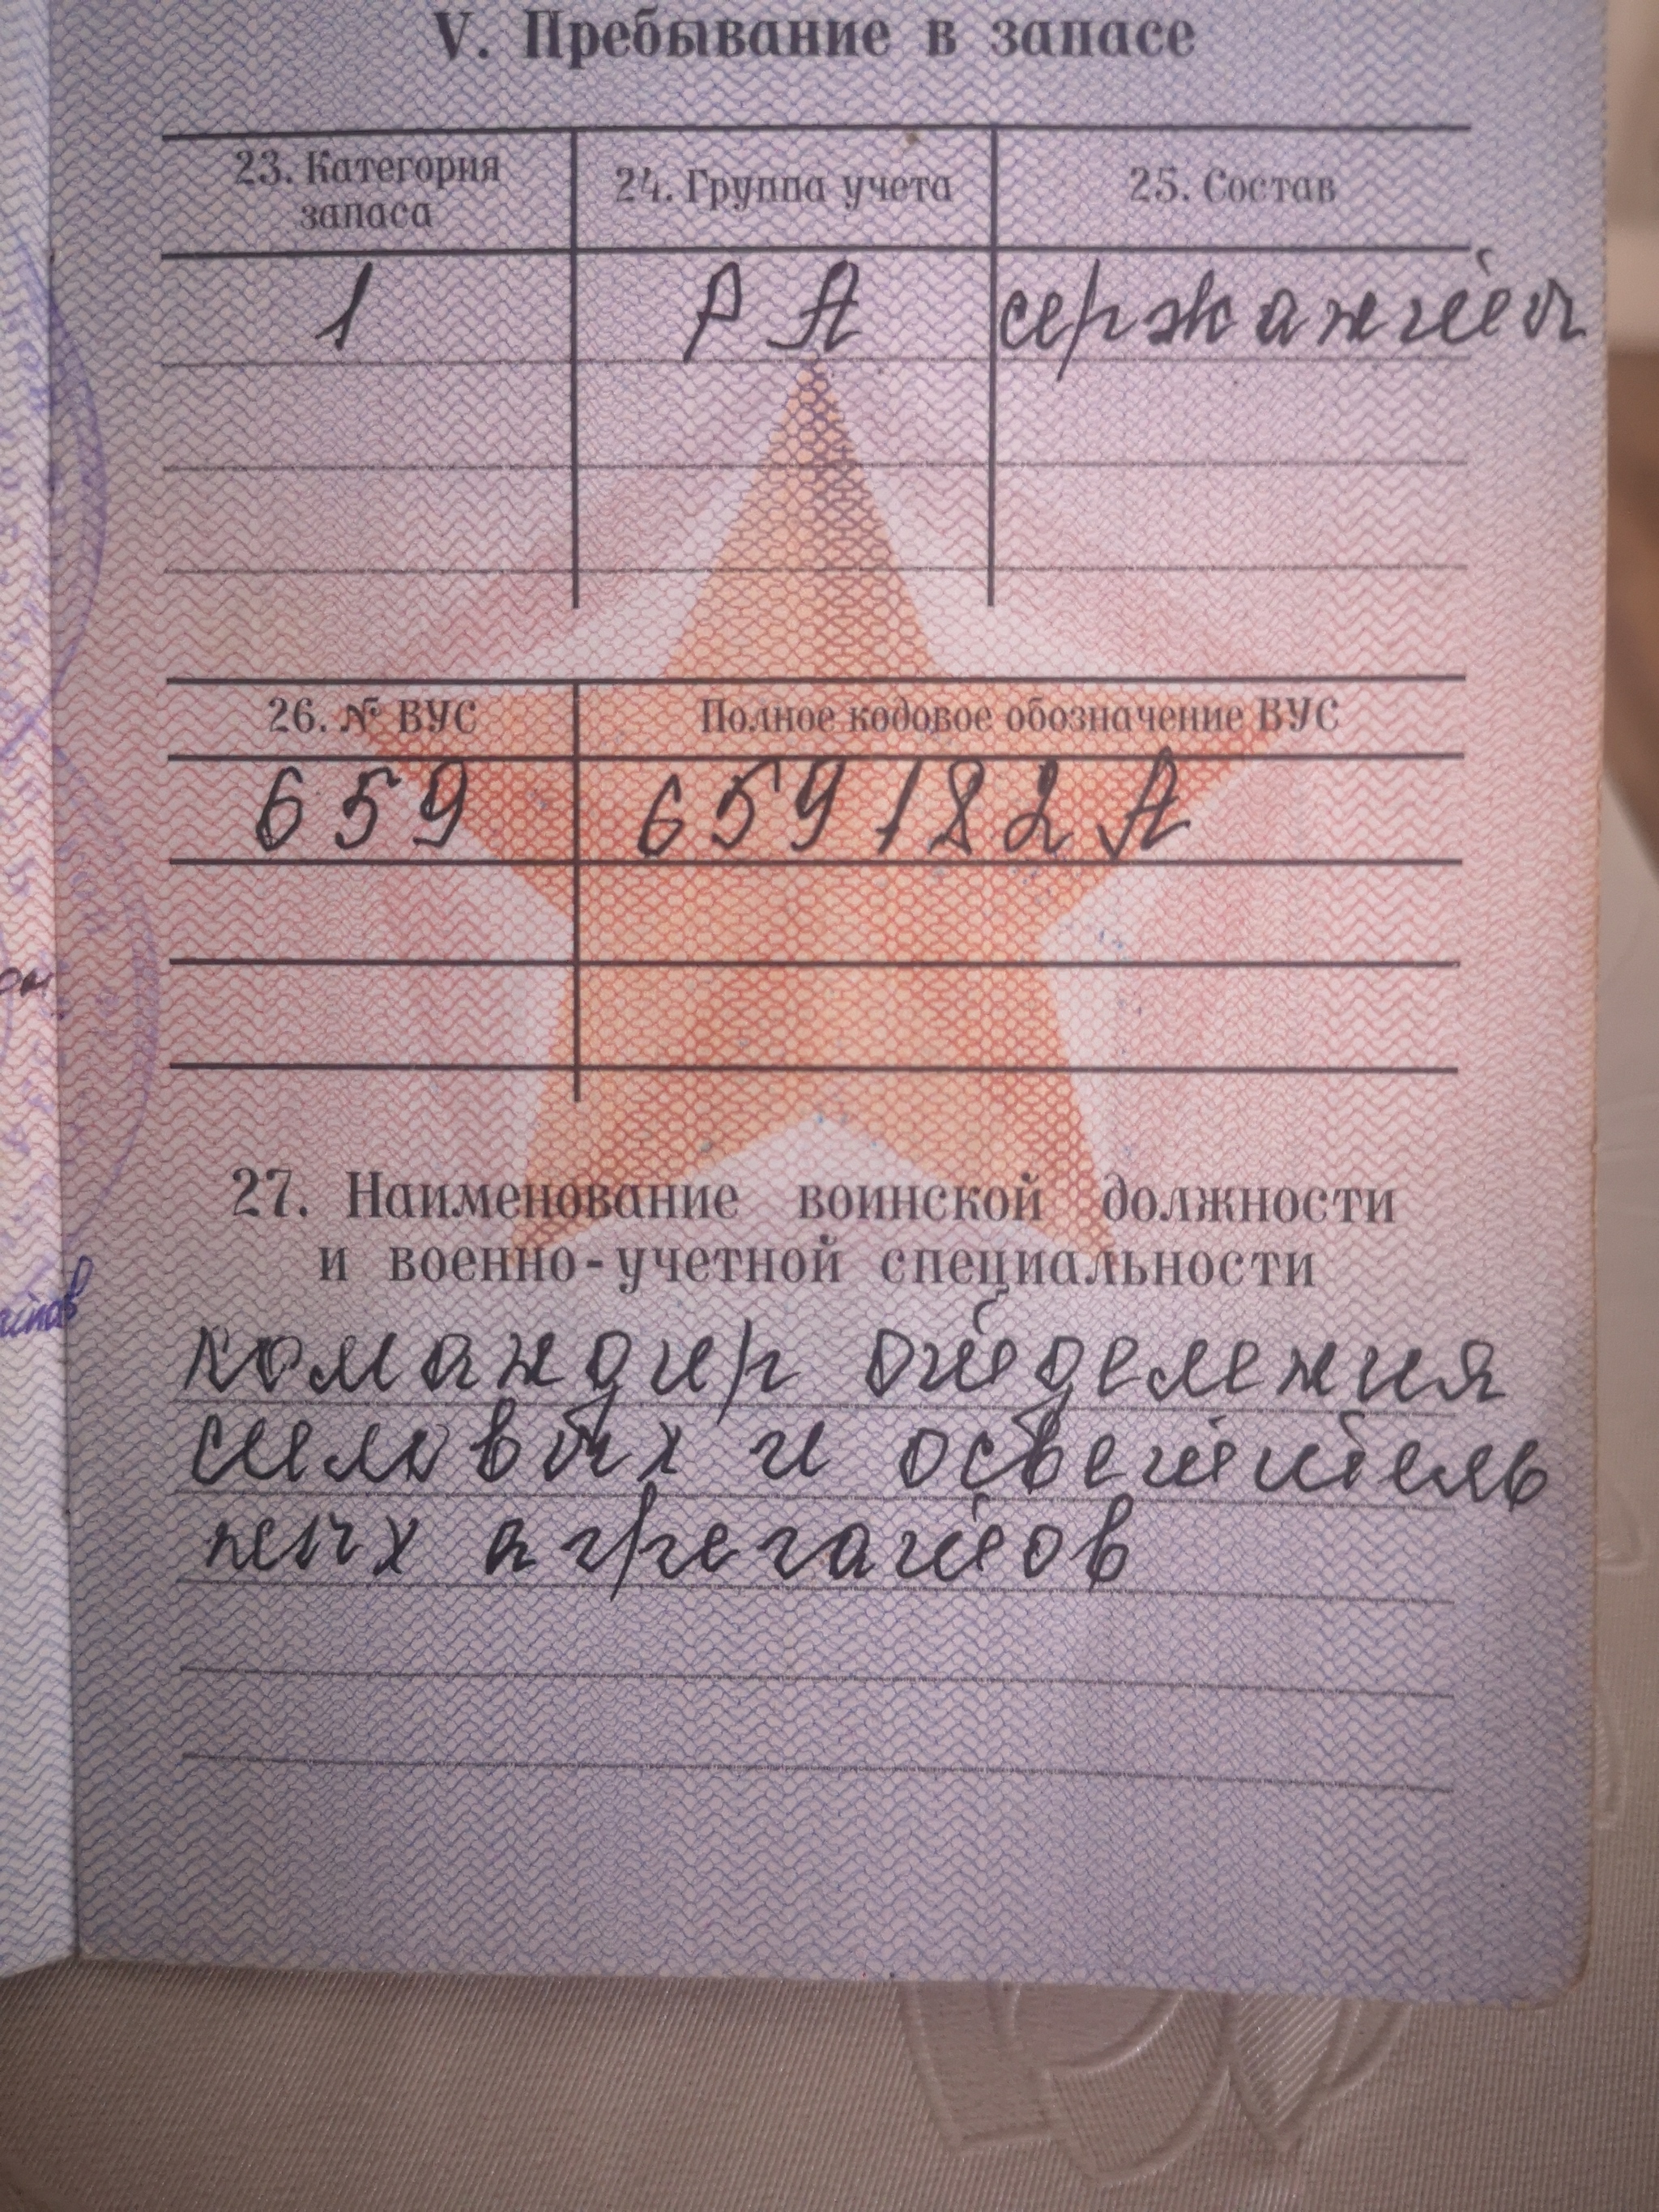 V. Пребывание в запасе
23. Категория запаса
24. Группа учета
25. Состав
1
РА
сержантов
26. № ВУС
Полное кодовое обозначение ВУС
659
659182А
27. Наименование воинской должности
и военно-учетной специальности
командир отделения
силовых и осветитель
ных агрегатов